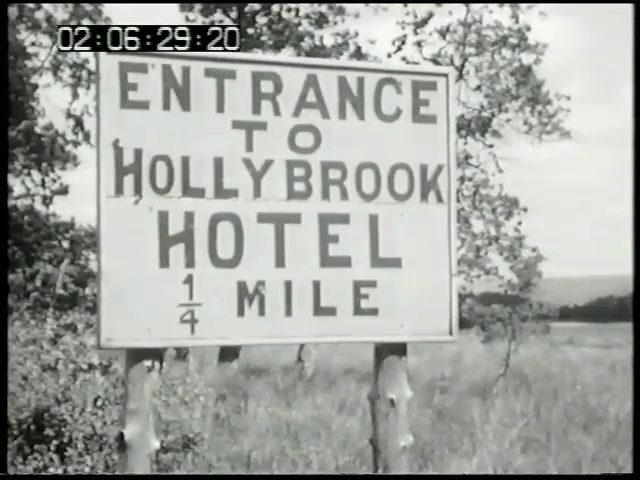 02:06:29:20
ENTRANCE
TO
HOLLYBROOK
HOTEL
1/4 MILE